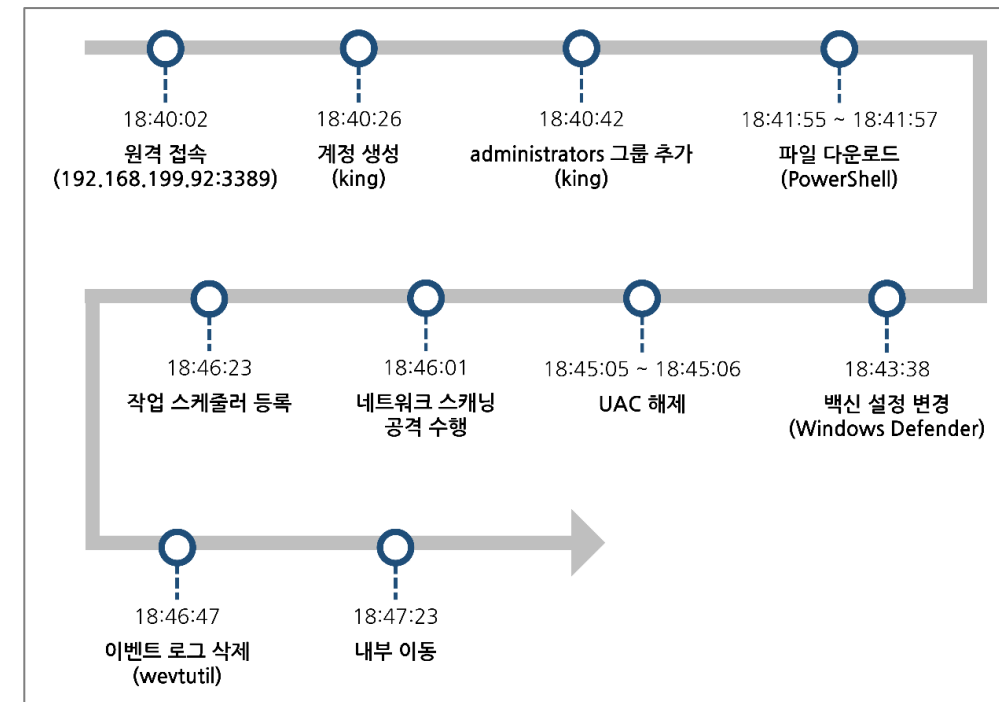 18:40:02
원격 접속
(192.168.199.92:3389)
18:40:26
계정 생성
(king)
18:40:42
administrators 그룹 추가
(king)
18:41:55 ~ 18:41:57
파일 다운로드
(PowerShell)
18:46:23
작업 스케줄러 등록
18:46:01
네트워크 스캐닝
공격 수행
18:45:05 ~ 18:45:06
UAC 해제
18:43:38
백신 설정 변경
(Windows Defender)
18:46:47
이벤트 로그 삭제
(wevtutil)
18:47:23
내부 이동